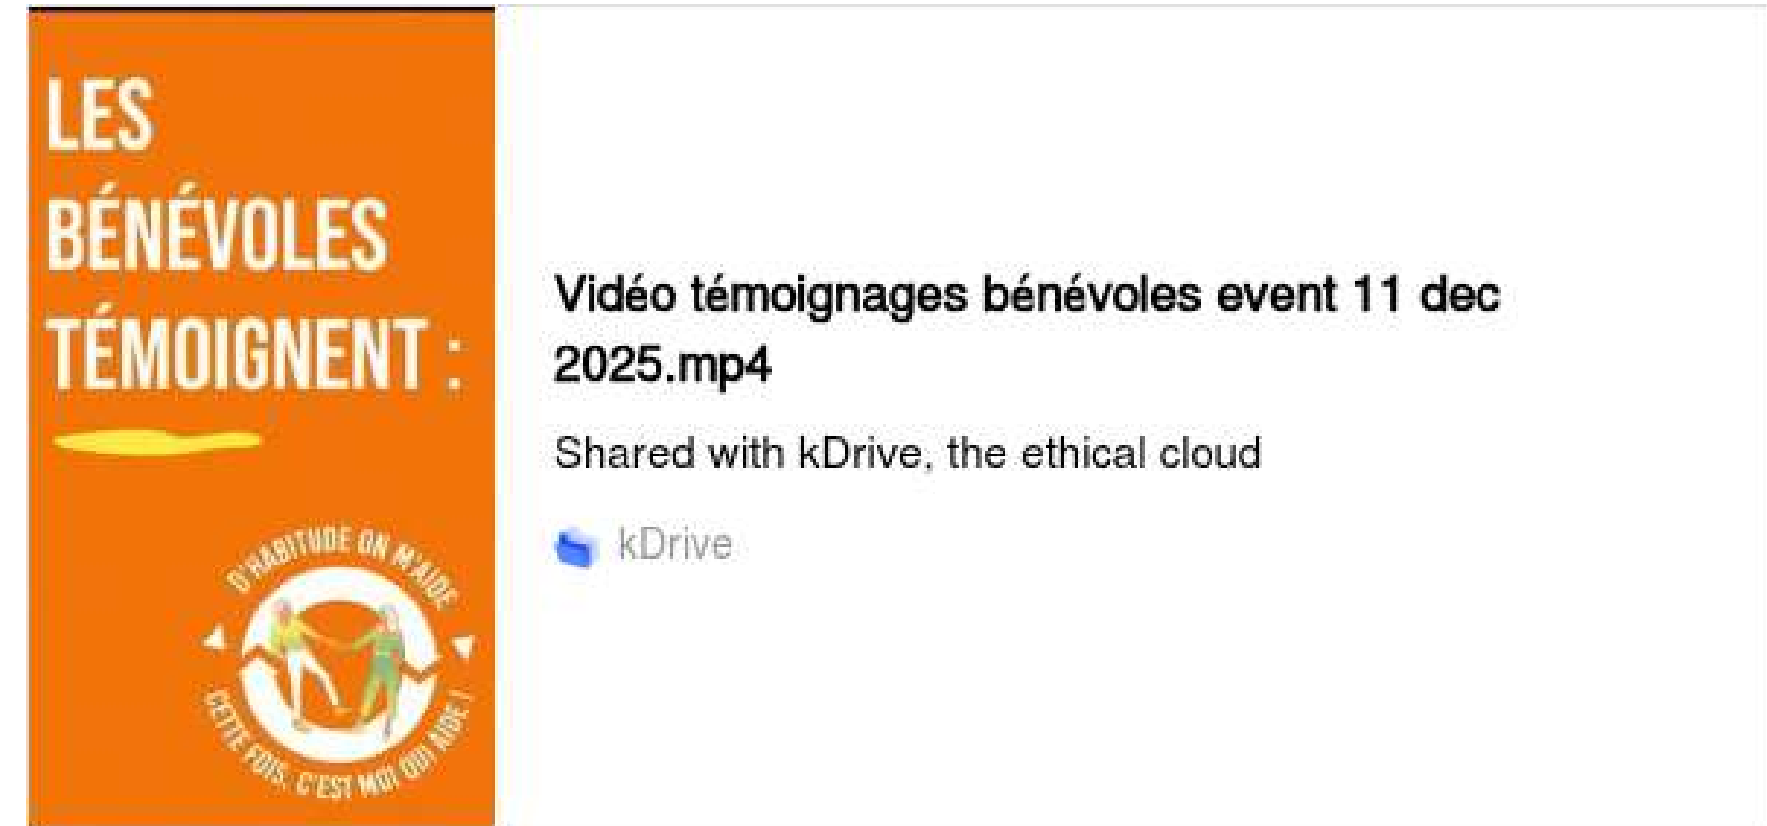 LES
BÉNÉVOLES
TÉMOIGNENT :
D'HABITUDE ON M'AIDE
CETTE FOIS, C'EST MOI QUI AIDE !
Vidéo témoignages bénévoles event 11 dec
2025.mp4
Shared with kDrive, the ethical cloud
kDrive